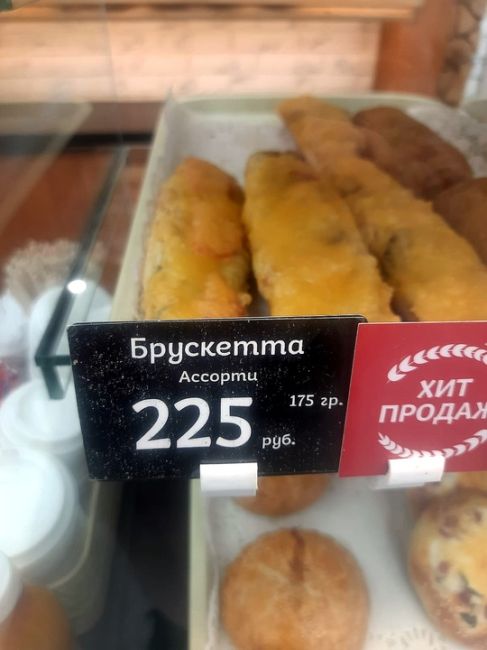 Брускетта
Ассорти
175 гр.
225 руб.
ХИТ
ПРОДАЖ